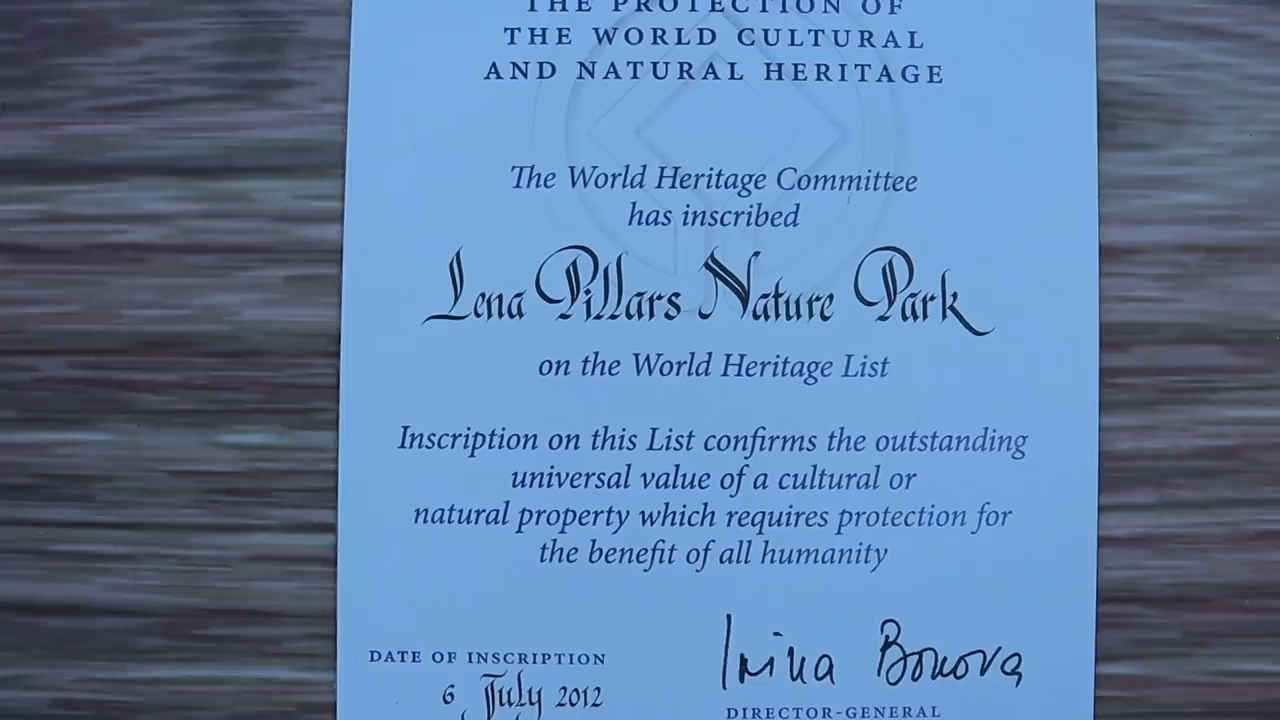 THE PROTECTION OF
THE WORLD CULTURAL
AND NATURAL HERITAGE
The World Heritage Committee
has inscribed
Lena Pillars Nature Park
on the World Heritage List
Inscription on this List confirms the outstanding
universal value of a cultural or
natural property which requires protection for
the benefit of all humanity
Irina Bokova
DATE OF INSCRIPTION
6 July 2012
DIRECTOR-GENERAL